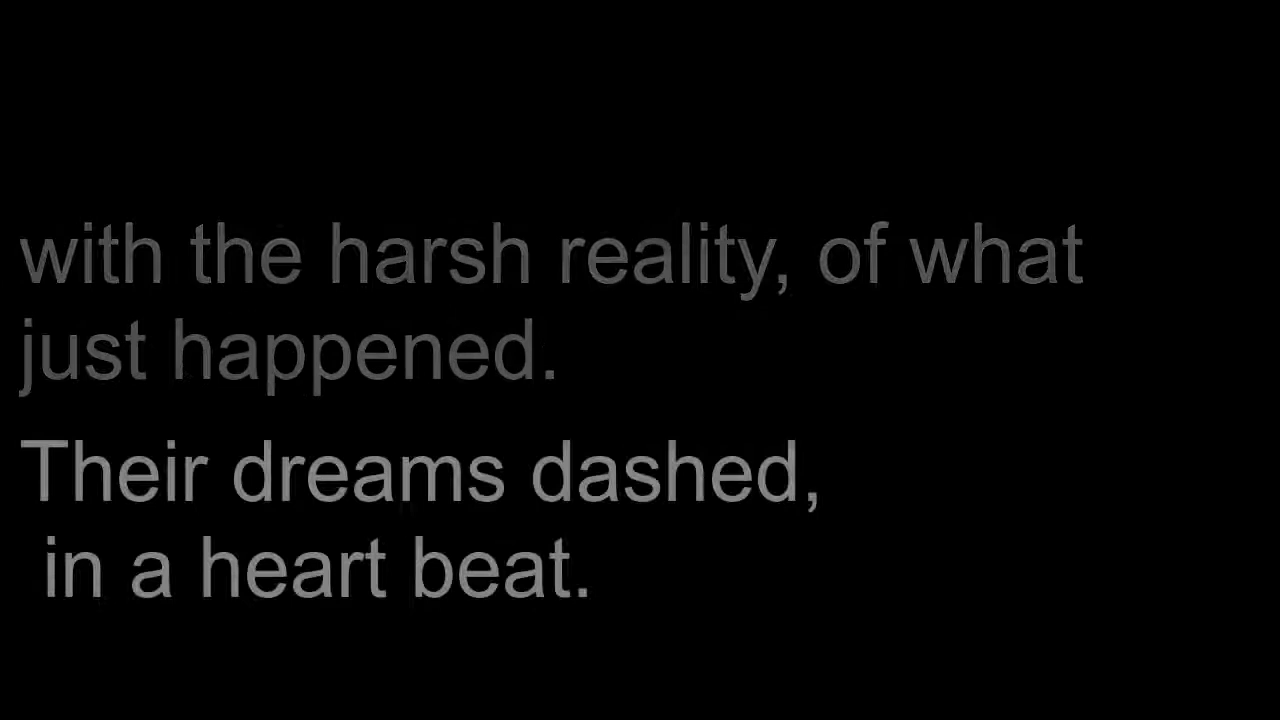 with the harsh reality, of what
just happened.
Their dreams dashed,
in a heart beat.